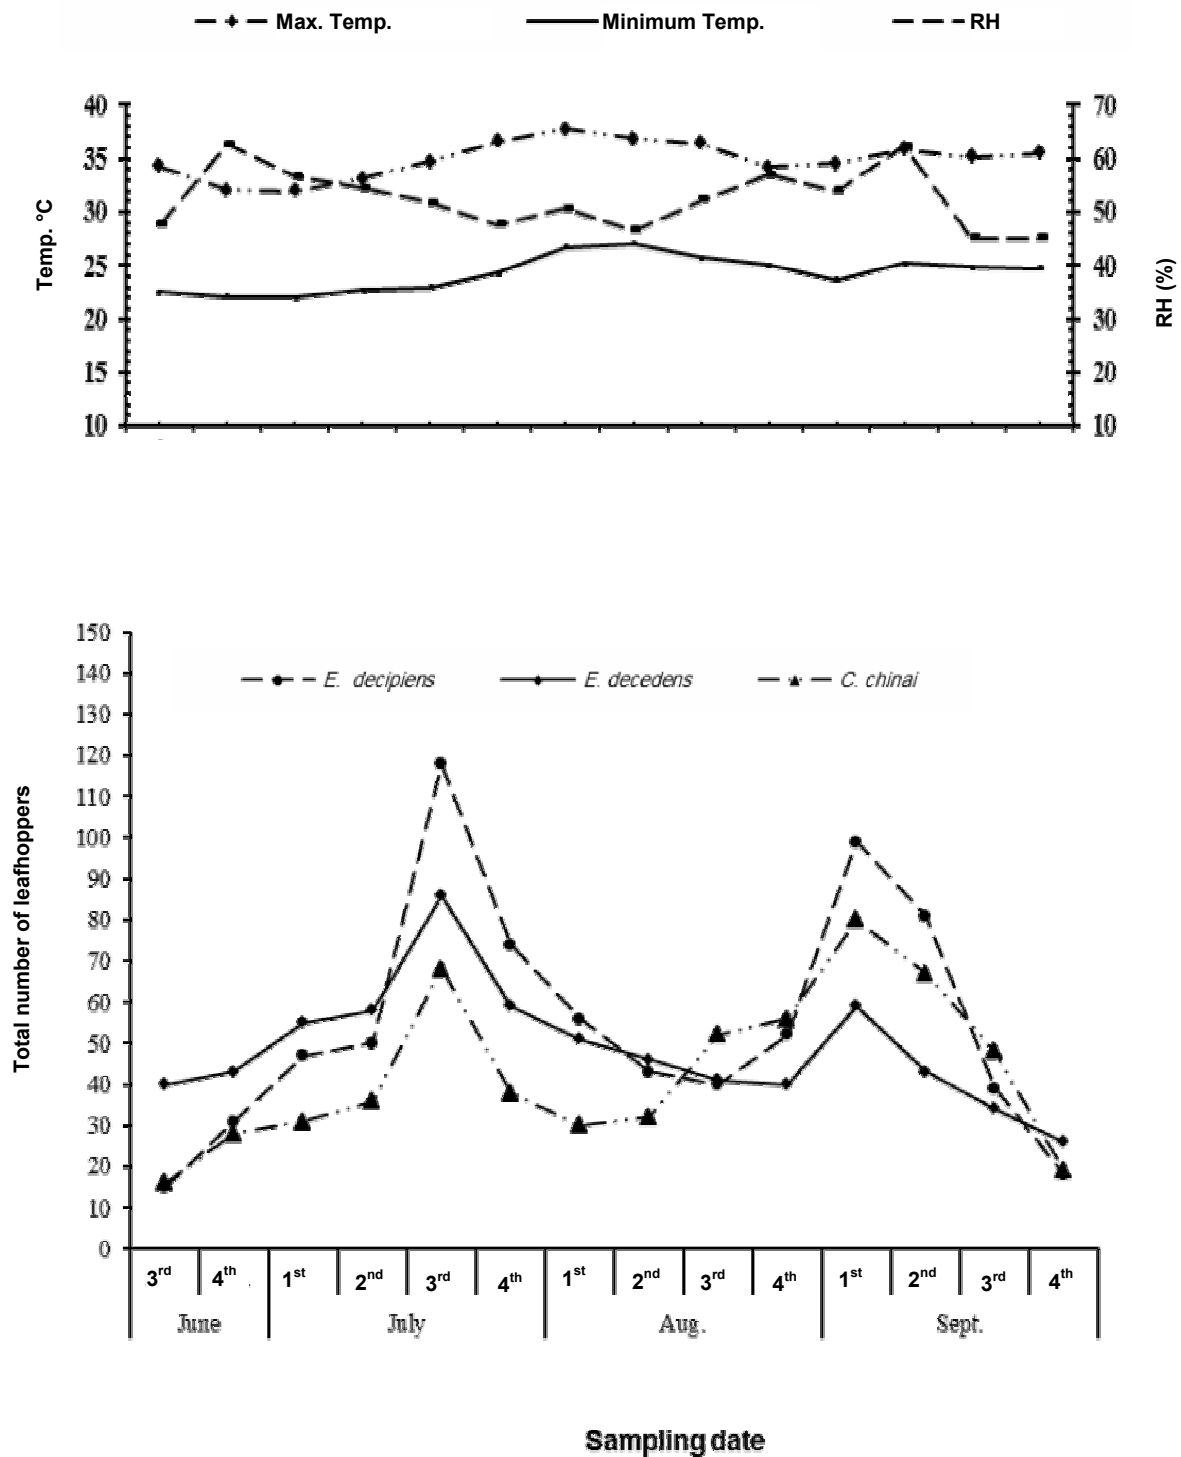 Max. Temp. Minimum Temp. RH
40 70
35 60
30 50
25 40
20 30
15 20
10 10
Temp. °C
RH (%)
150
140
130
120
110
100
90
80
70
60
50
40
30
20
10
0
E. decipiens E. decedens C. chinai
Total number of leafhoppers
3rd 4th 1st 2nd 3rd 4th 1st 2nd 3rd 4th 1st 2nd 3rd 4th
June July Aug. Sept.
Sampling date